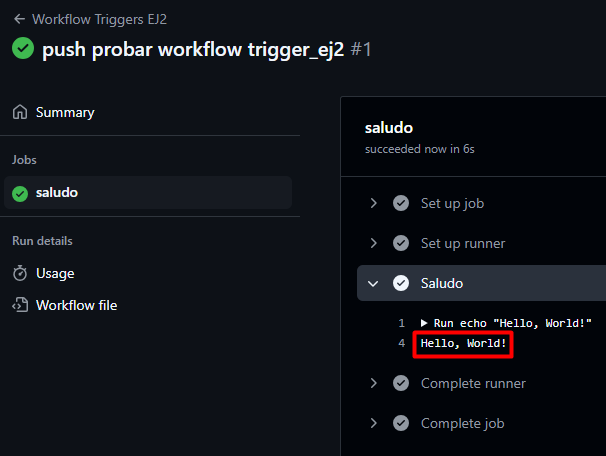 Workflow Triggers EJ2
push probar workflow trigger_ej2 #1
Summary
Jobs
saludo
Run details
Usage
Workflow file
saludo
succeeded now in 6s
Set up job
Set up runner
Saludo
1 Run echo "Hello, World!"
4 Hello, World!
Complete runner
Complete job